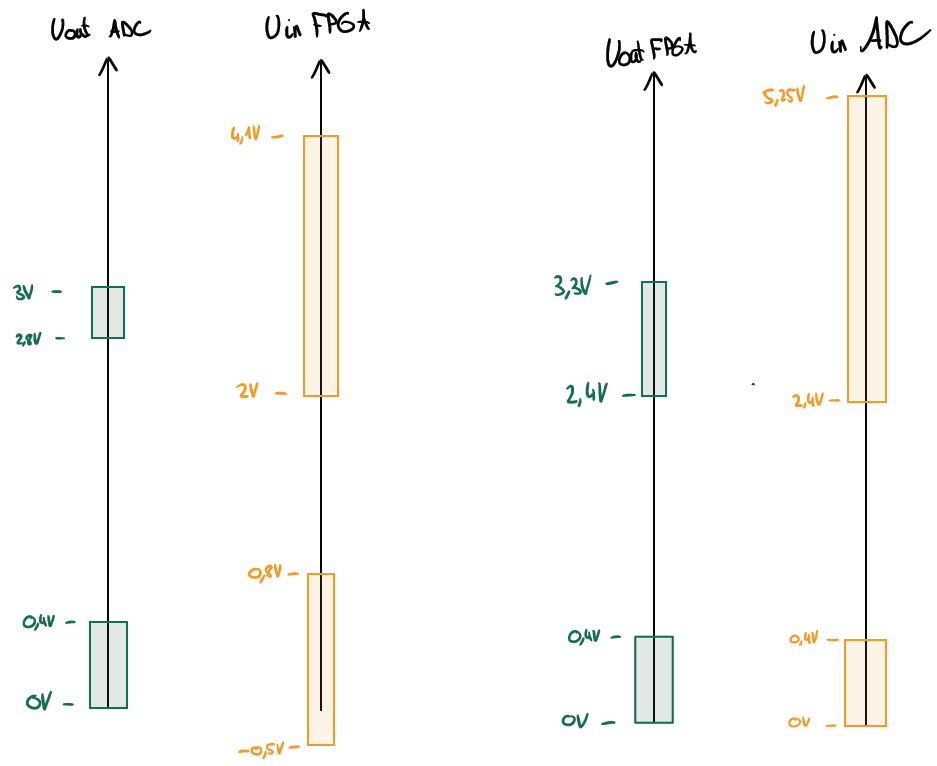 Uout ADC
Uin FPGA
Uout FPGA
Uin ADC
5,25V
4,1V
3,3V
3V
2,8V
2V
2,4V
2,4V
0,8V
0,4V
0,4V
0,4V
0V
0V
0V
-0,5V